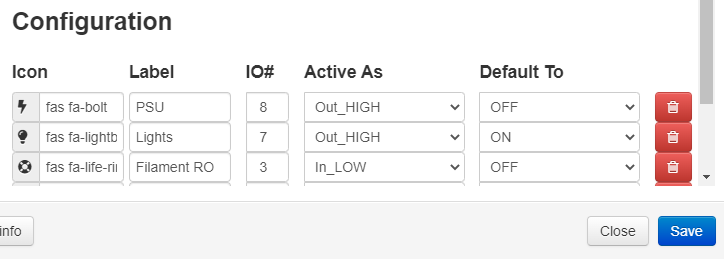 Configuration
Icon Label IO# Active As Default To
fas fa-bolt PSU 8 Out_HIGH OFF
fas fa-lightb Lights 7 Out_HIGH ON
fas fa-life-rin Filament RO 3 In_LOW OFF
info Close Save